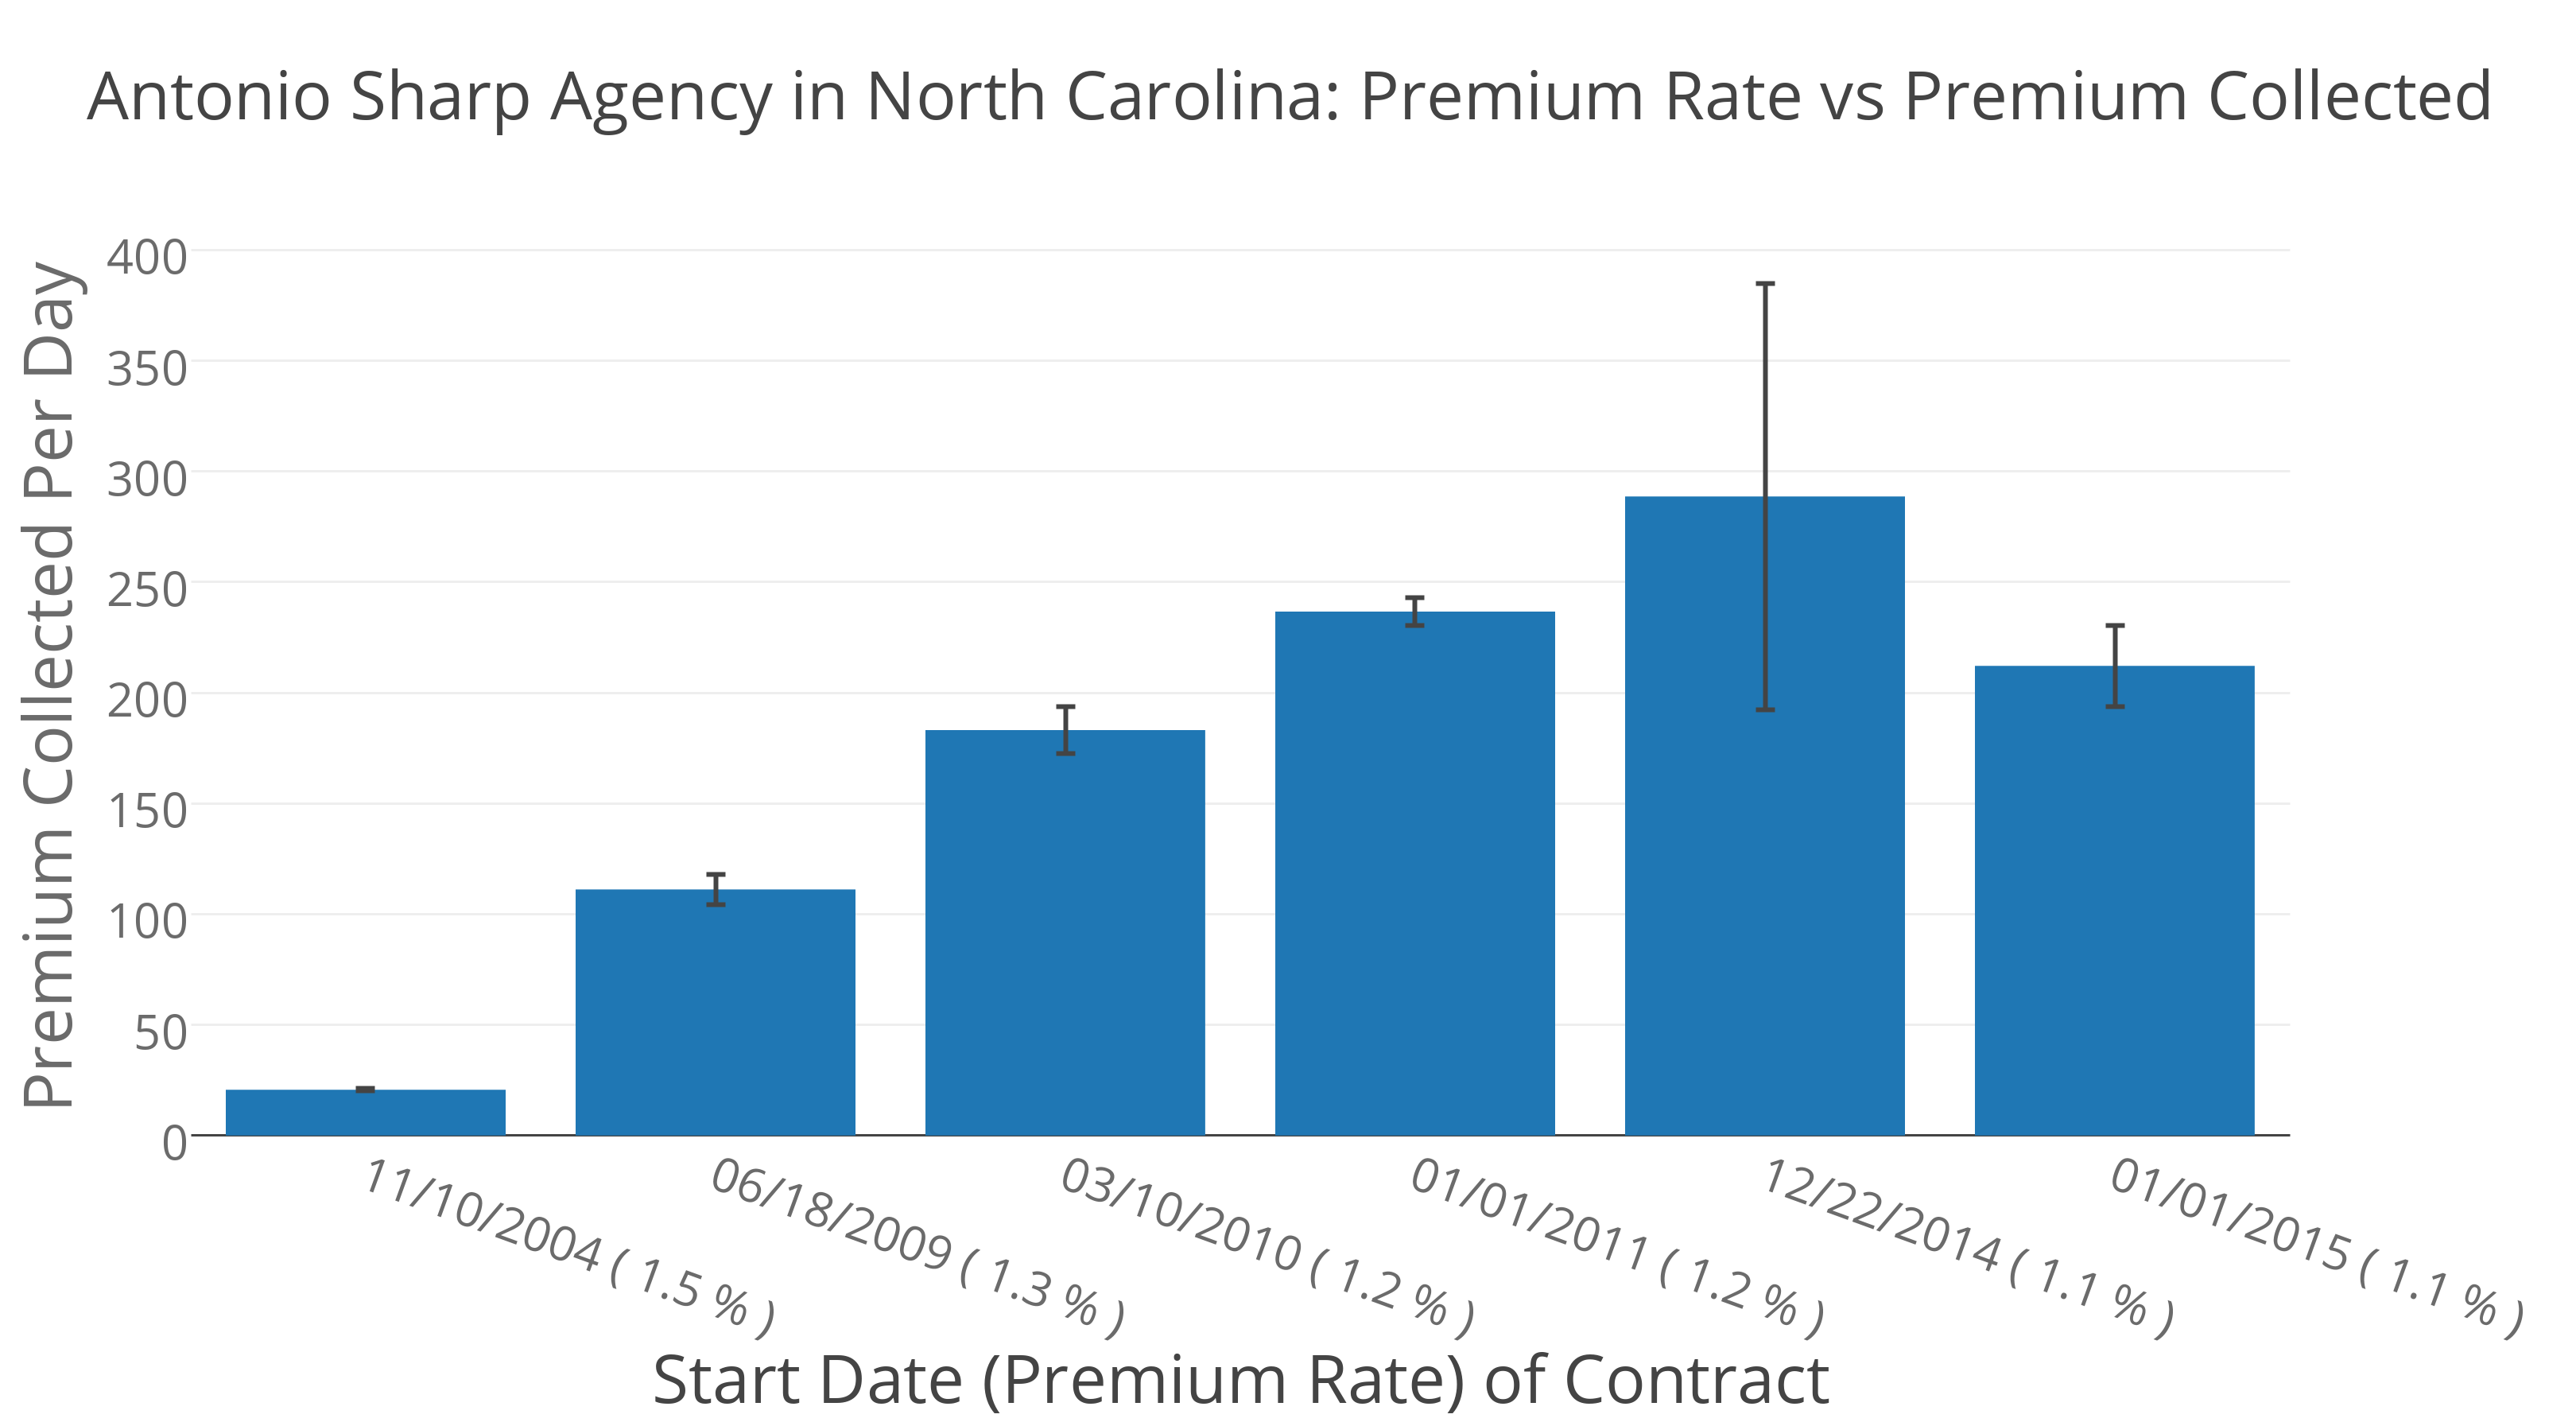 Antonio Sharp Agency in North Carolina: Premium Rate vs Premium Collected
Premium Collected Per Day
400
350
300
250
200
150
100
50
0
11/10/2004 ( 1.5 % )
06/18/2009 ( 1.3 % )
03/10/2010 ( 1.2 % )
01/01/2011 ( 1.2 % )
12/22/2014 ( 1.1 % )
01/01/2015 ( 1.1 % )
Start Date (Premium Rate) of Contract